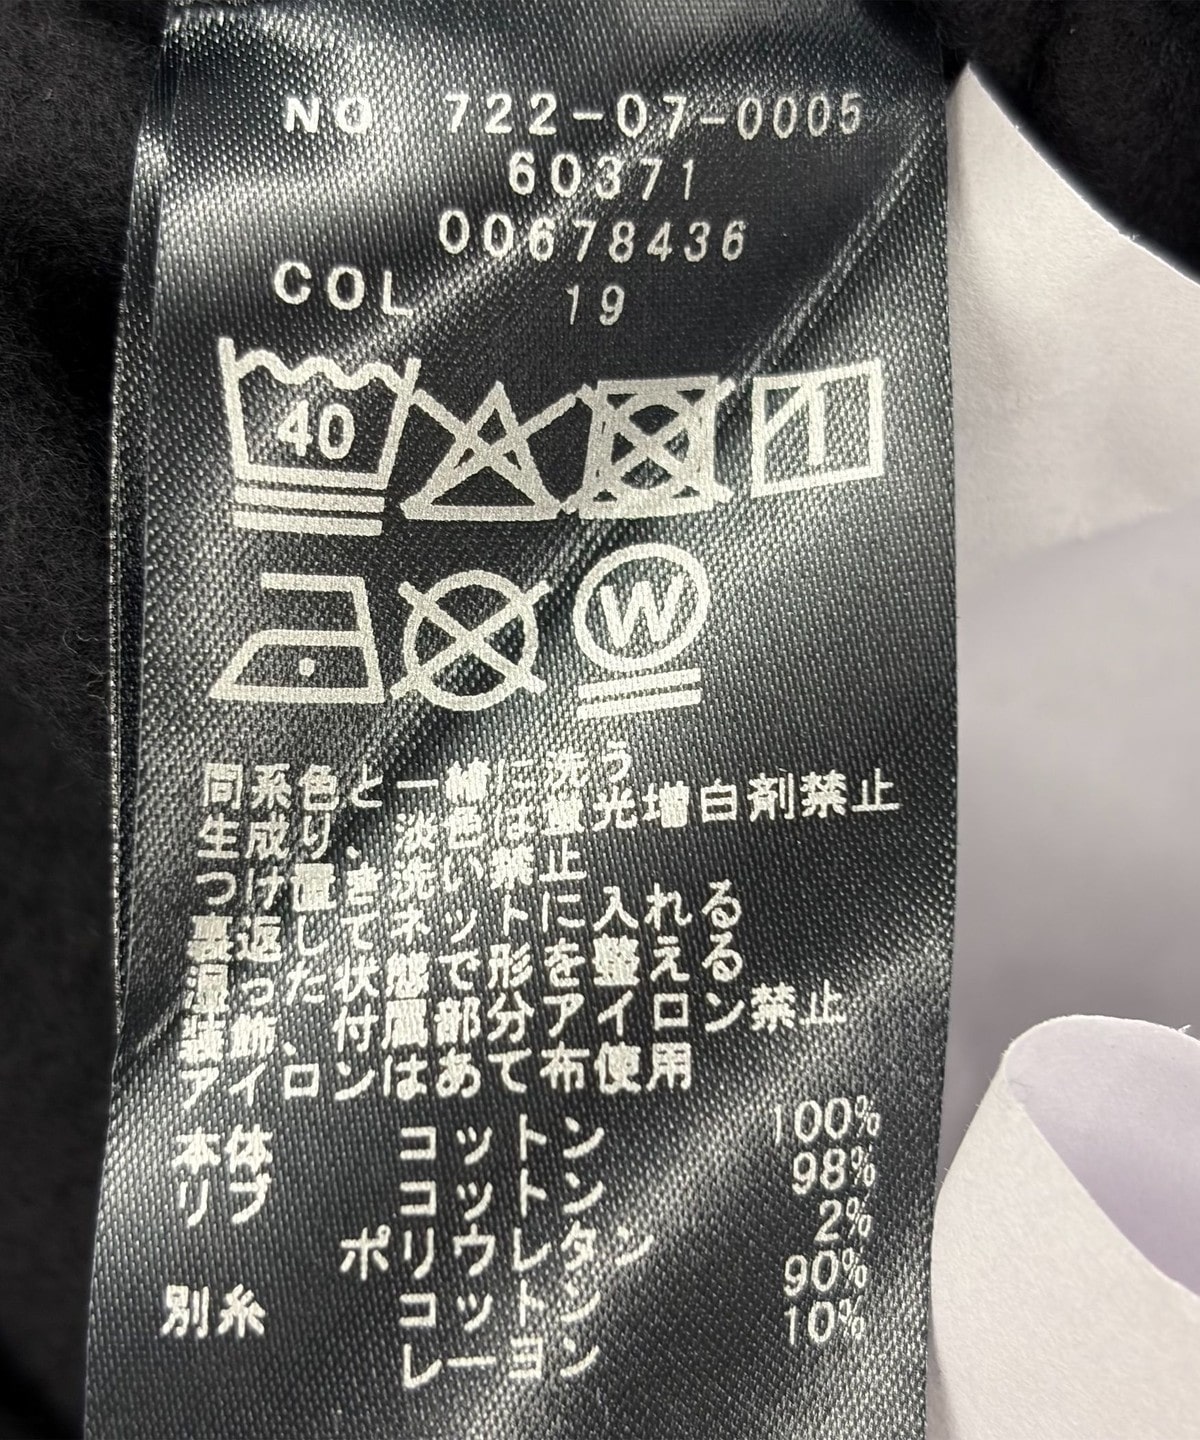 NO 722-07-0005
60371
00678436
COL 19
40
W
同系色と一緒に洗う
生成り、淡色は蛍光増白剤禁止
つけ置き洗い禁止
裏返してネットに入れる
湿った状態で形を整える
装飾、付属部分アイロン禁止
アイロンはあて布使用
本体 コットン 100%
リブ コットン 98%
ポリウレタン 2%
別糸 コットン 90%
レーヨン 10%